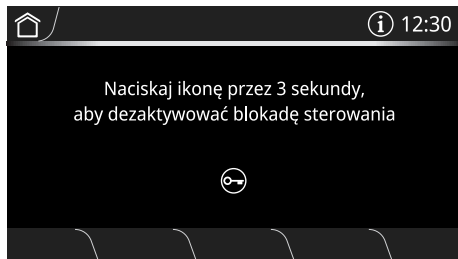 12:30
Naciskaj ikonę przez 3 sekundy,
aby dezaktywować blokadę sterowania